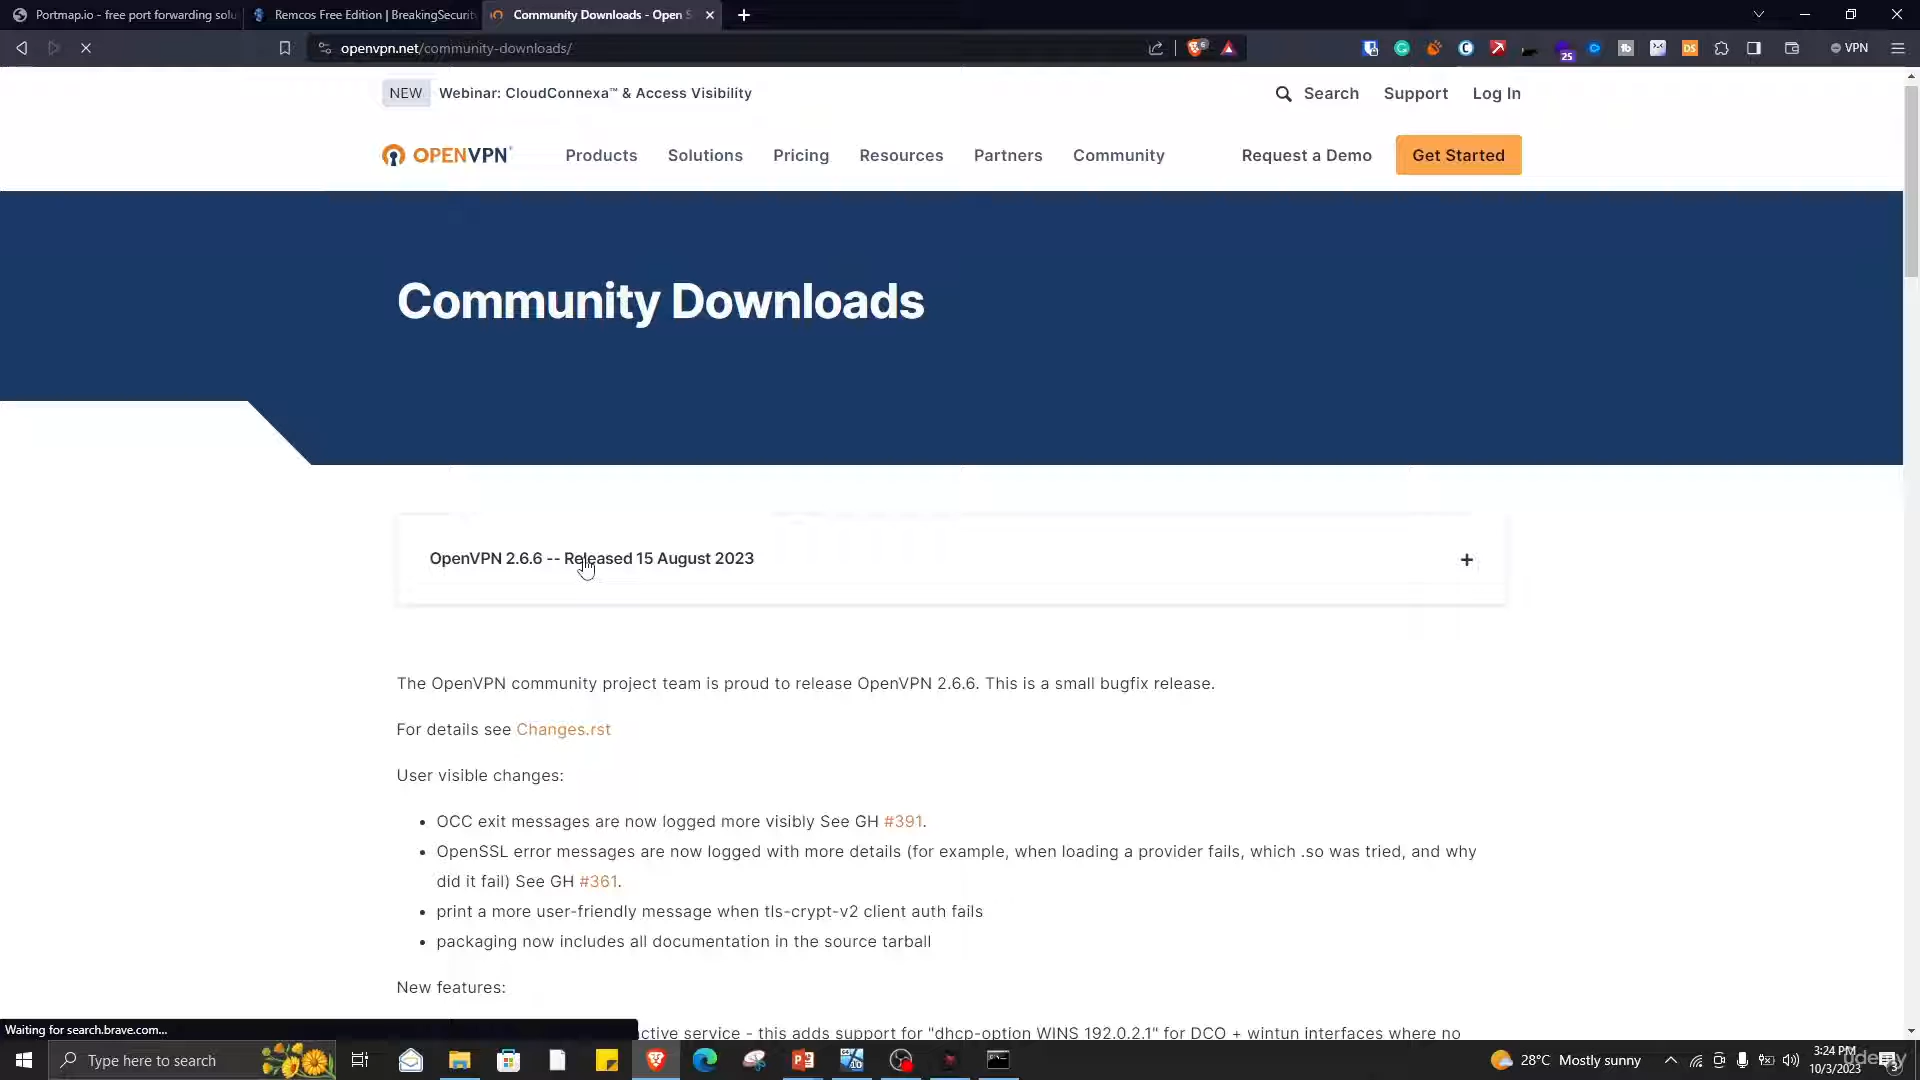 Portmap.io - free port forwarding solu
Remcos Free Edition | BreakingSecurit
Community Downloads - Open S
openvpn.net/community-downloads/
6
25
DS
VPN
NEW
Webinar: CloudConnexa™ & Access Visibility
Search
Support
Log In
OPENVPN
Products
Solutions
Pricing
Resources
Partners
Community
Request a Demo
Get Started
Community Downloads
OpenVPN 2.6.6 -- Released 15 August 2023
The OpenVPN community project team is proud to release OpenVPN 2.6.6. This is a small bugfix release.
For details see Changes.rst
User visible changes:
• OCC exit messages are now logged more visibly See GH #391.
• OpenSSL error messages are now logged with more details (for example, when loading a provider fails, which .so was tried, and why
did it fail) See GH #361.
• print a more user-friendly message when tls-crypt-v2 client auth fails
• packaging now includes all documentation in the source tarball
New features:
ctive service - this adds support for "dhcp-option WINS 192.0.2.1" for DCO + wintun interfaces where no
Waiting for search.brave.com...
Type here to search
28°C Mostly sunny
3:24 PM
10/3/2023
udemy
3